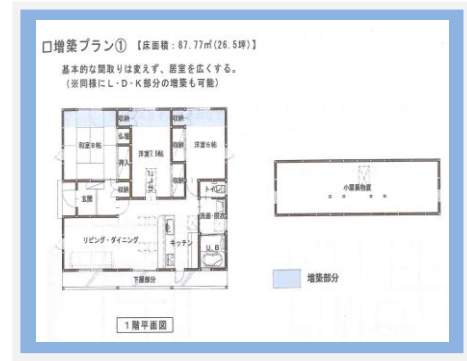 口増築プラン① 【床面積：87.77㎡(26.5坪)】
基本的な間取りは変えず、居室を広くする。
（※同様にL・D・K部分の増築も可能）
収納
収納
収納
和室8帖
仏壇
押入
洋室7.5帖
収納
洋室6帖
玄関
収納
収納
トイレ
洗面・脱衣
リビング・ダイニング
キッチン
U.B
下屋部分
小屋裏物置
増築部分
1階平面図